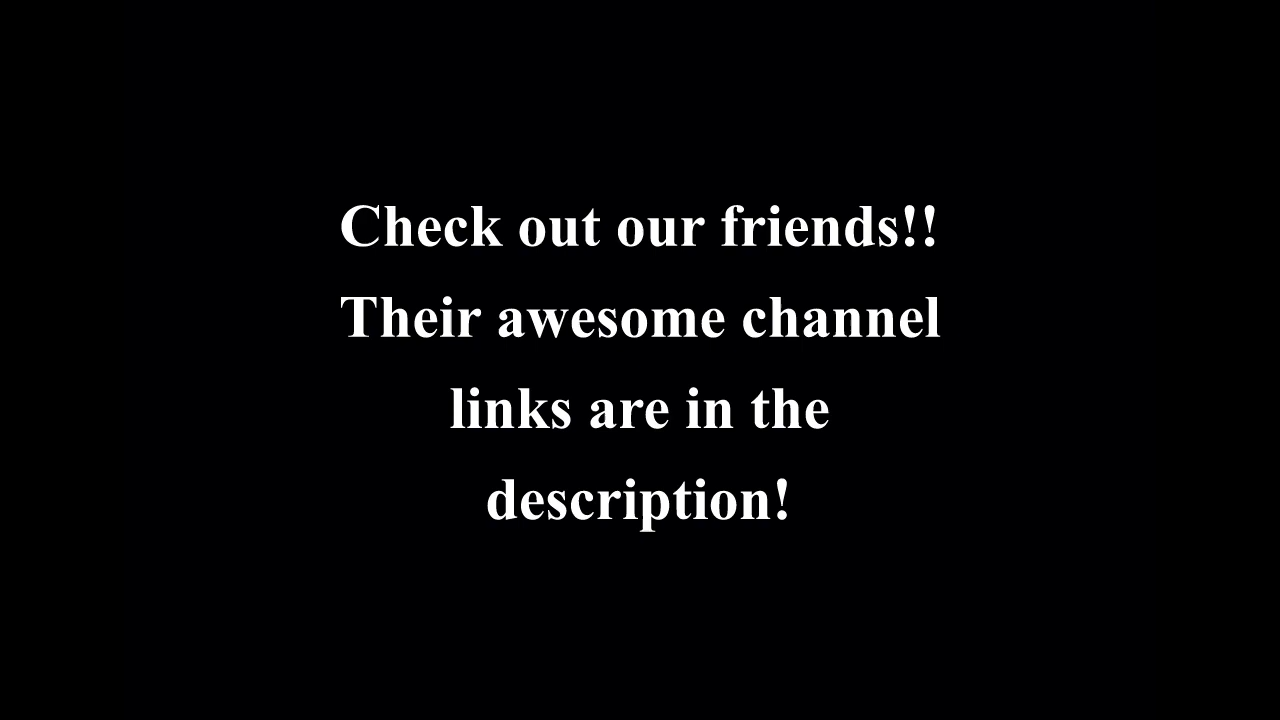 Check out our friends!!
Their awesome channel
links are in the
description!